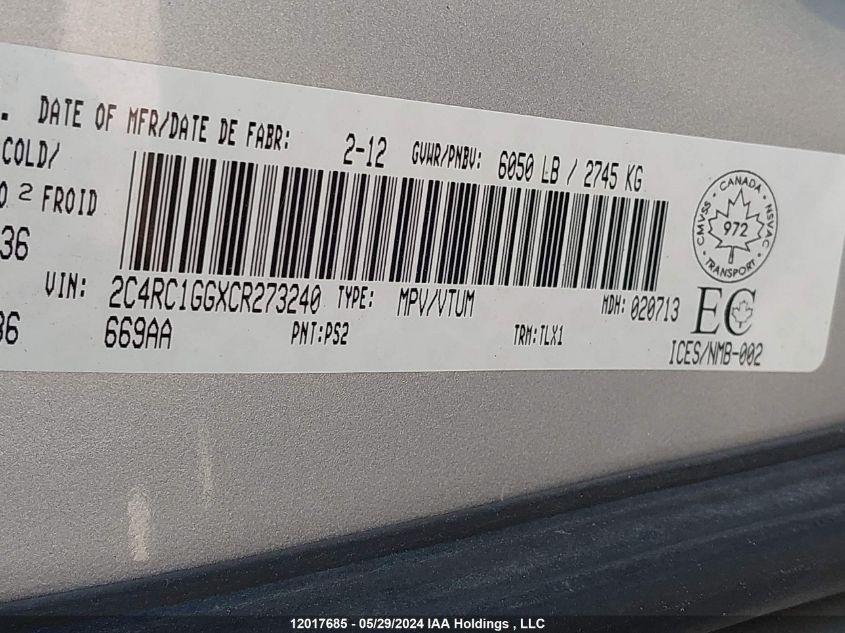 . DATE OF MFR/DATE DE FABR: 2-12 GVWR/PNBV: 6050 LB / 2745 KG
COLD/
O 2 FROID
36
VIN: 2C4RC1GGXCR273240 TYPE: MPV/VTUM MDH: 020713
36
669AA PNT:PS2 TRM:TLX1
CMVSS · CANADA · NSVAC
972
TRANSPORT
EC
ICES/NMB-002
12017685 - 05/29/2024 IAA Holdings , LLC